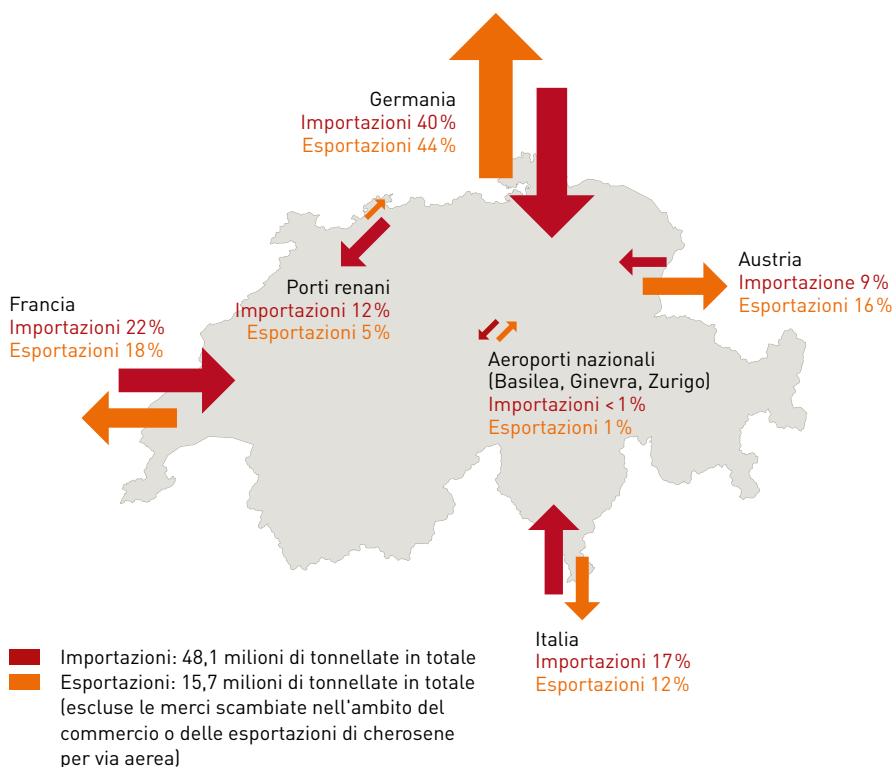 Germania
Importazioni 40%
Esportazioni 44%
Austria
Importazione 9%
Esportazioni 16%
Porti renani
Importazioni 12%
Esportazioni 5%
Francia
Importazioni 22%
Esportazioni 18%
Aeroporti nazionali
(Basilea, Ginevra, Zurigo)
Importazioni <1%
Esportazioni 1%
Italia
Importazioni 17%
Esportazioni 12%
Importazioni: 48,1 milioni di tonnellate in totale
Esportazioni: 15,7 milioni di tonnellate in totale
(escluse le merci scambiate nell'ambito del
commercio o delle esportazioni di cherosene
per via aerea)